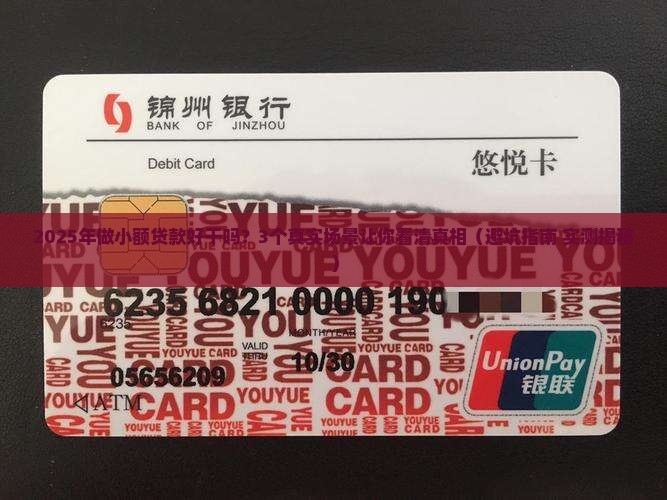 锦州银行
BANK OF JINZHOU
Debit Card
悠悦卡
2025年做小额贷款好干吗？3个真实场景让你看清真相（避坑指南 实测揭秘
6235 6821 0000 190
6235
MONTH/YEAR
VALID
THRU
10/30
05656209
ATM
YOUYUE CARD
UnionPay
银联